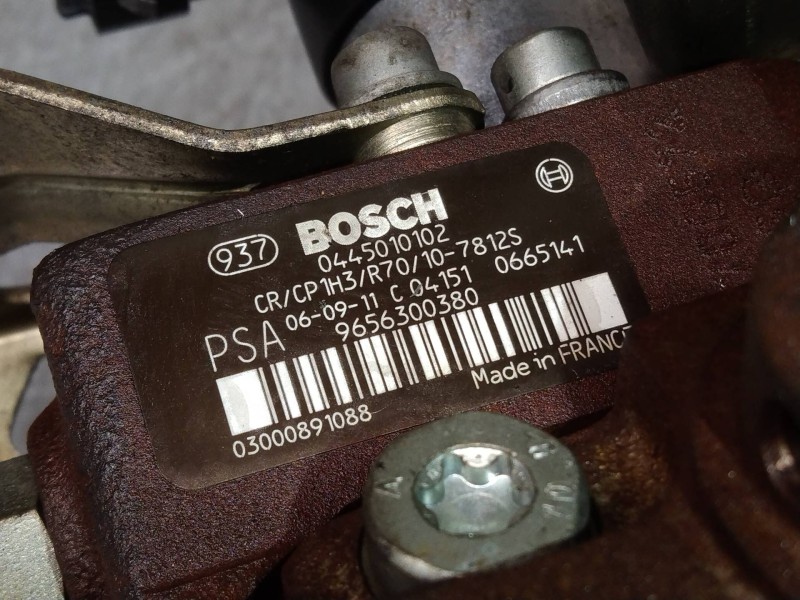 BOSCH
937
0445010102
CR/CP1H3/R70/10-7812S
06-09-11 C 04151 0665141
PSA 9656300380
Made in FRANCE
03000891088